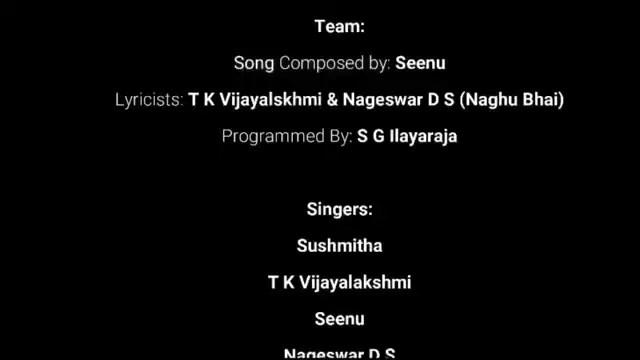 Team:
Song Composed by: Seenu
Lyricists: T K Vijayalskhmi & Nageswar D S (Naghu Bhai)
Programmed By: S G Ilayaraja
Singers:
Sushmitha
T K Vijayalakshmi
Seenu
Nageswar D S